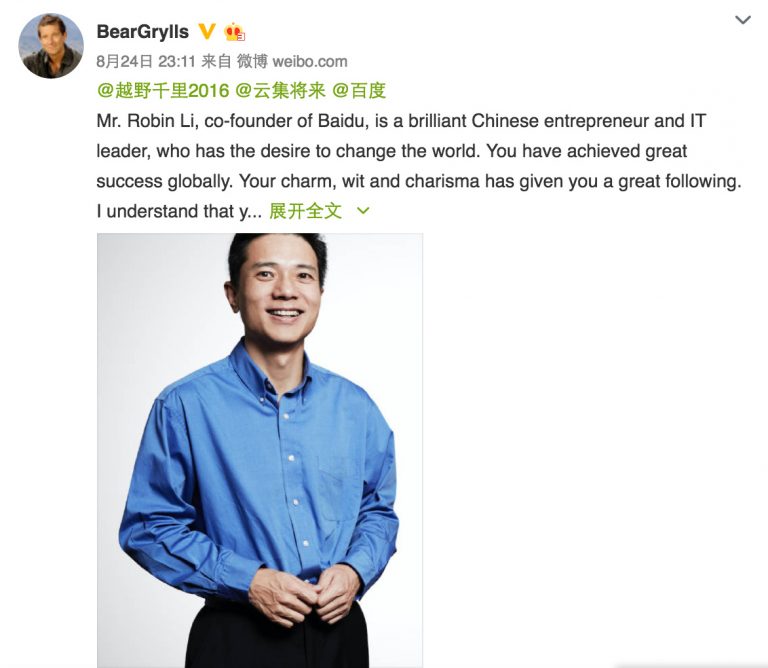 BearGrylls
8月24日 23:11 来自 微博 weibo.com
@越野千里2016 @云集将来 @百度
Mr. Robin Li, co-founder of Baidu, is a brilliant Chinese entrepreneur and IT
leader, who has the desire to change the world. You have achieved great
success globally. Your charm, wit and charisma has given you a great following.
I understand that y... 展开全文